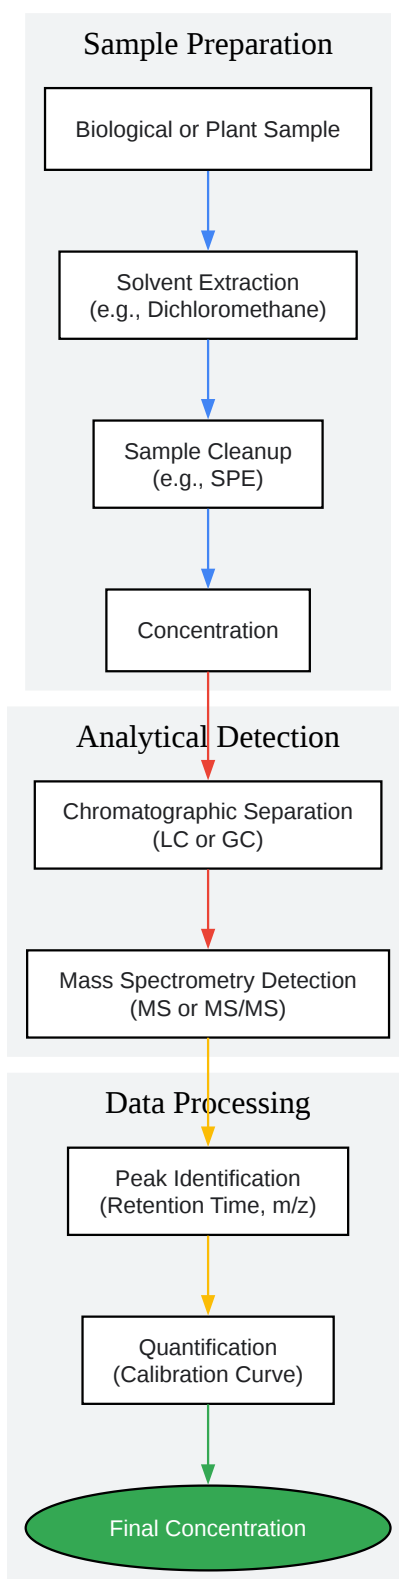 Sample Preparation
Biological or Plant Sample
Solvent Extraction
(e.g., Dichloromethane)
Sample Cleanup
(e.g., SPE)
Concentration
Analytical Detection
Chromatographic Separation
(LC or GC)
Mass Spectrometry Detection
(MS or MS/MS)
Data Processing
Peak Identification
(Retention Time, m/z)
Quantification
(Calibration Curve)
Final Concentration